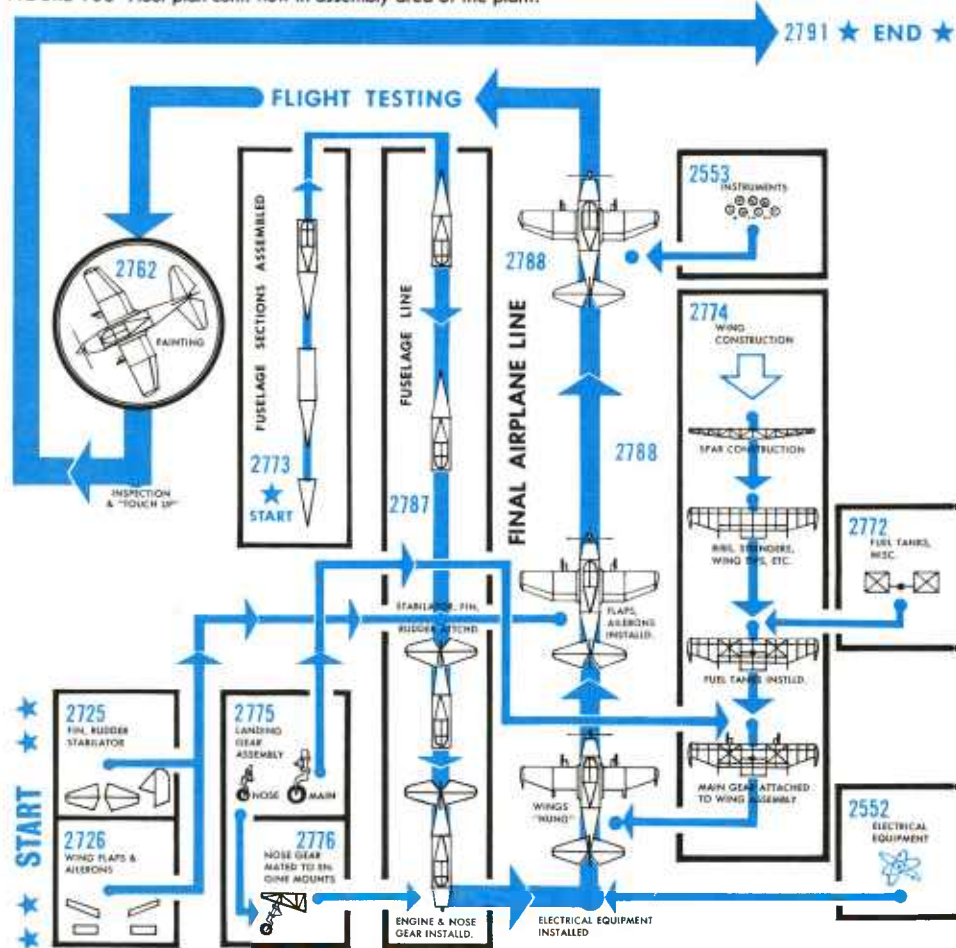 2791 ★ END ★
FLIGHT TESTING
2762
PAINTING
INSPECTION
& "TOUCH UP"
FUSELAGE SECTIONS ASSEMBLED
2773
★
START
FUSELAGE LINE
2787
STABILATOR, FIN,
RUDDER ATTCHD.
FINAL AIRPLANE LINE
2788
2788
2553
INSTRUMENTS
2774
WING
CONSTRUCTION
SPAR CONSTRUCTION
RIBS, STRINGERS,
WING TIPS, ETC.
2772
FUEL TANKS,
MISC.
FUEL TANKS INSTLLD.
FLAPS,
AILERONS
INSTALLD.
MAIN GEAR ATTACHED
TO WING ASSEMBLY
WINGS
"HUNG"
2552
ELECTRICAL
EQUIPMENT
★ ★ START ★ ★
2725
FIN, RUDDER
STABILATOR
2726
WING FLAPS &
AILERONS
2775
LANDING
GEAR
ASSEMBLY
NOSE
MAIN
2776
NOSE GEAR
MATED TO EN-
GINE MOUNTS
ENGINE & NOSE
GEAR INSTALLD.
ELECTRICAL EQUIPMENT
INSTALLED